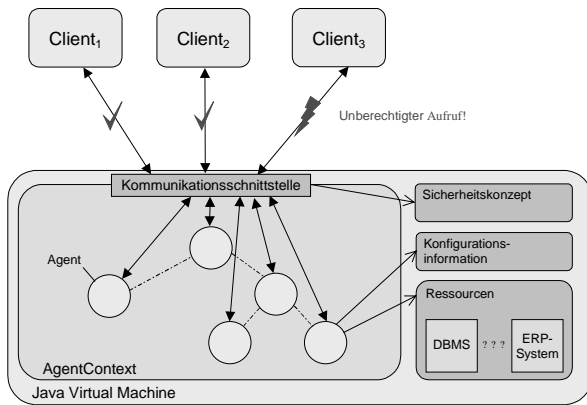 Client1
Client2
Client3
Unberechtigter Aufruf!
Kommunikationsschnittstelle
Sicherheitskonzept
Agent
Konfigurations-
information
Ressourcen
DBMS
? ? ?
ERP-
System
AgentContext
Java Virtual Machine